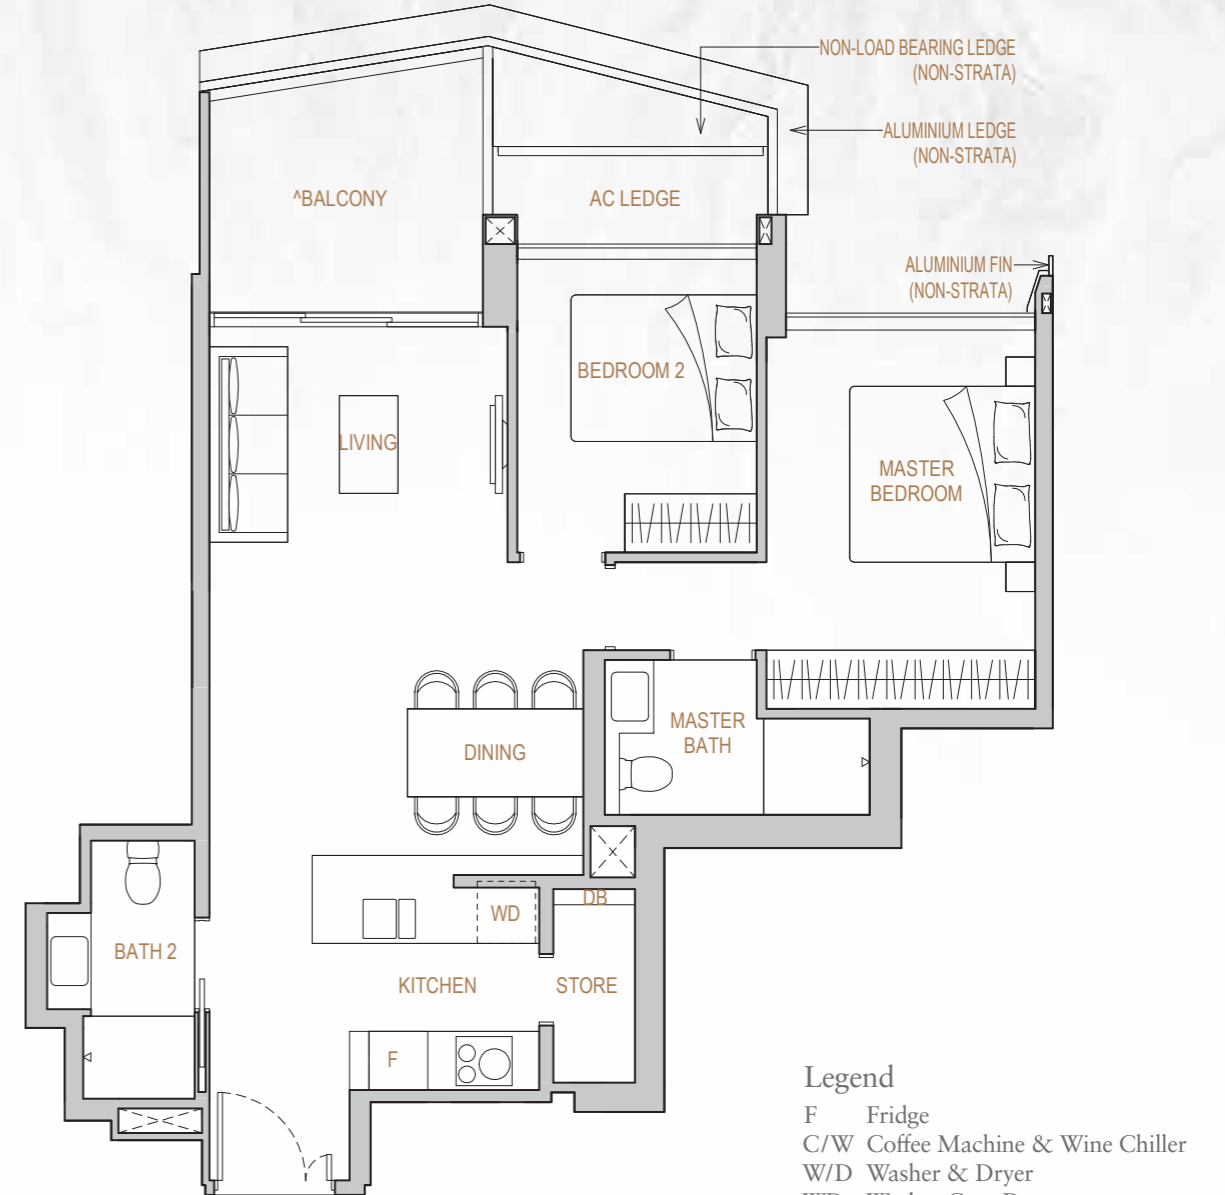 NON-LOAD BEARING LEDGE
(NON-STRATA)
ALUMINIUM LEDGE
(NON-STRATA)
^BALCONY
AC LEDGE
ALUMINIUM FIN
(NON-STRATA)
BEDROOM 2
LIVING
MASTER
BEDROOM
MASTER
BATH
DINING
DB
WD
BATH 2
KITCHEN
STORE
F
Legend
F Fridge
C/W Coffee Machine & Wine Chiller
W/D Washer & Dryer